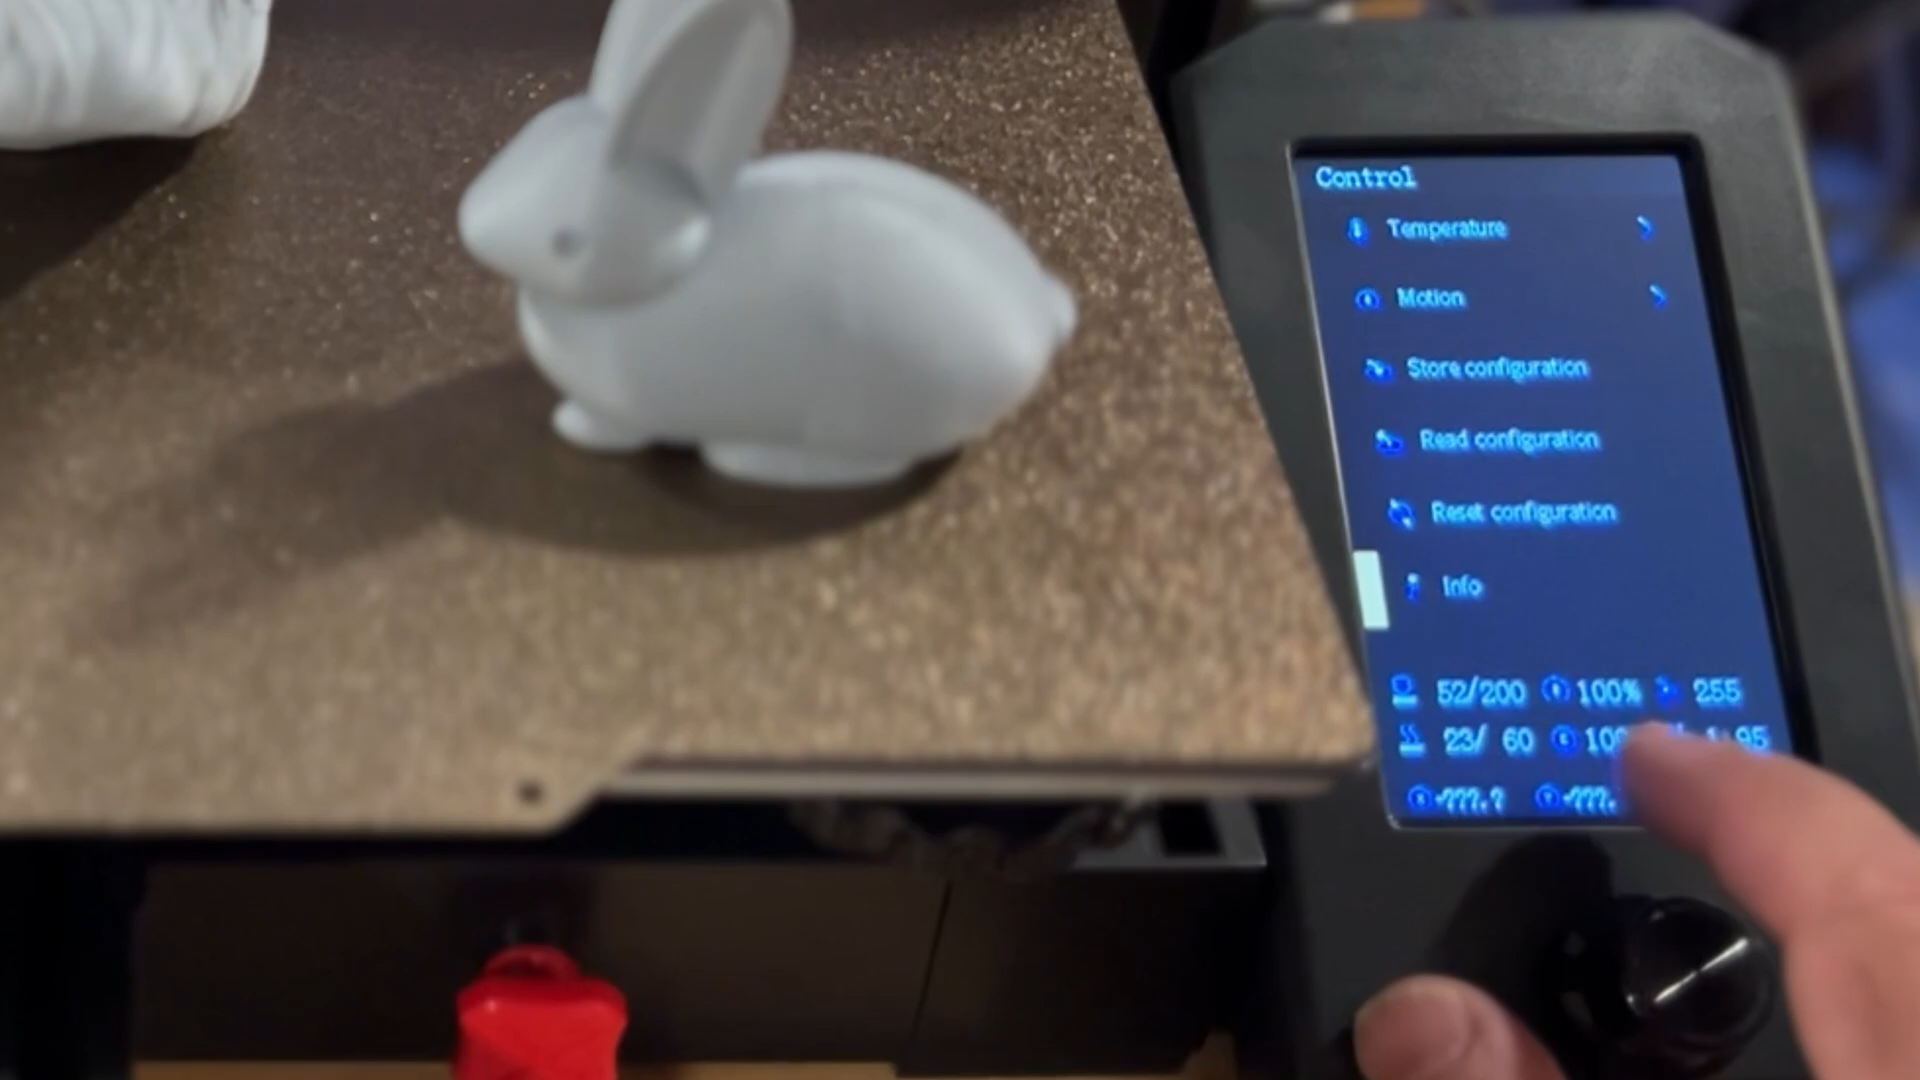 Control
Temperature
Motion
Store configuration
Read configuration
Reset configuration
Info
52/200 100% 255
23/ 60
-???.? -???.